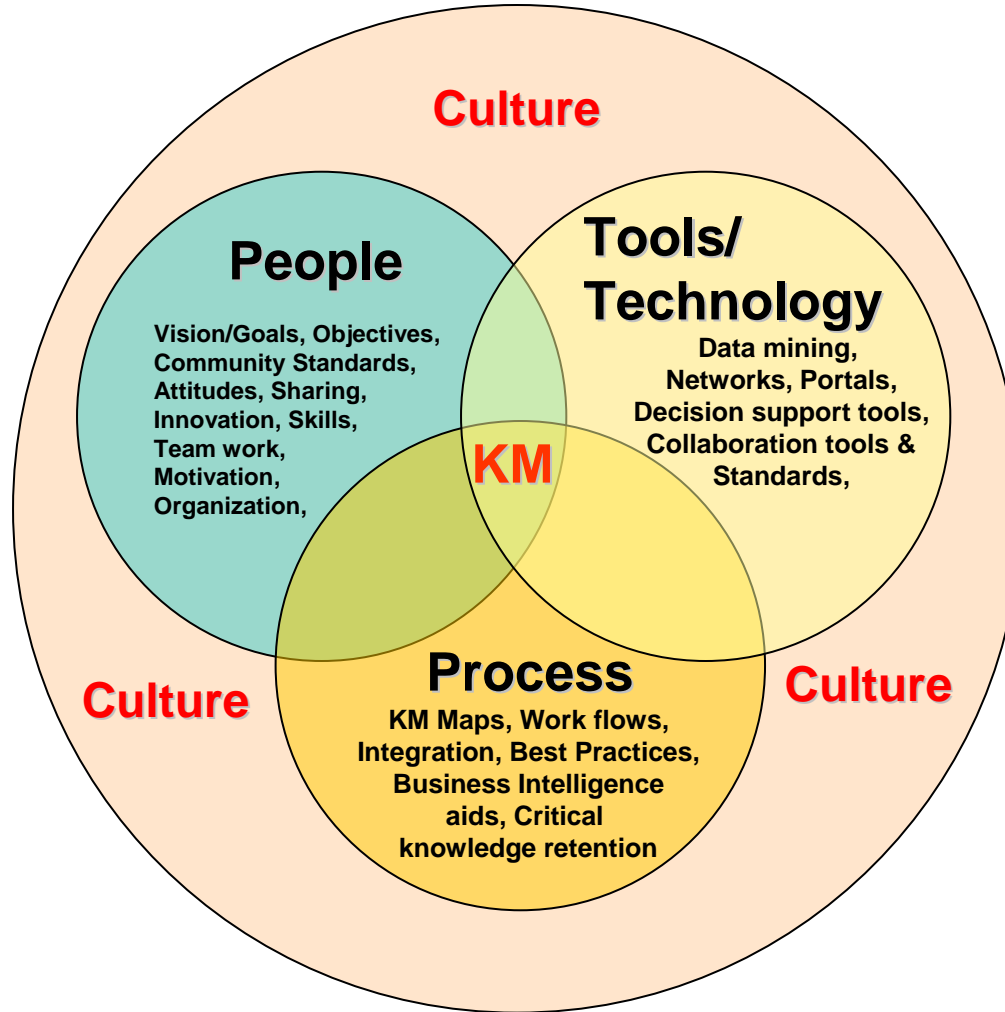 Culture
People
Vision/Goals, Objectives,
Community Standards,
Attitudes, Sharing,
Innovation, Skills,
Team work,
Motivation,
Organization,
Tools/
Technology
Data mining,
Networks, Portals,
Decision support tools,
Collaboration tools &
Standards,
KM
Culture
Process
KM Maps, Work flows,
Integration, Best Practices,
Business Intelligence
aids, Critical
knowledge retention
Culture